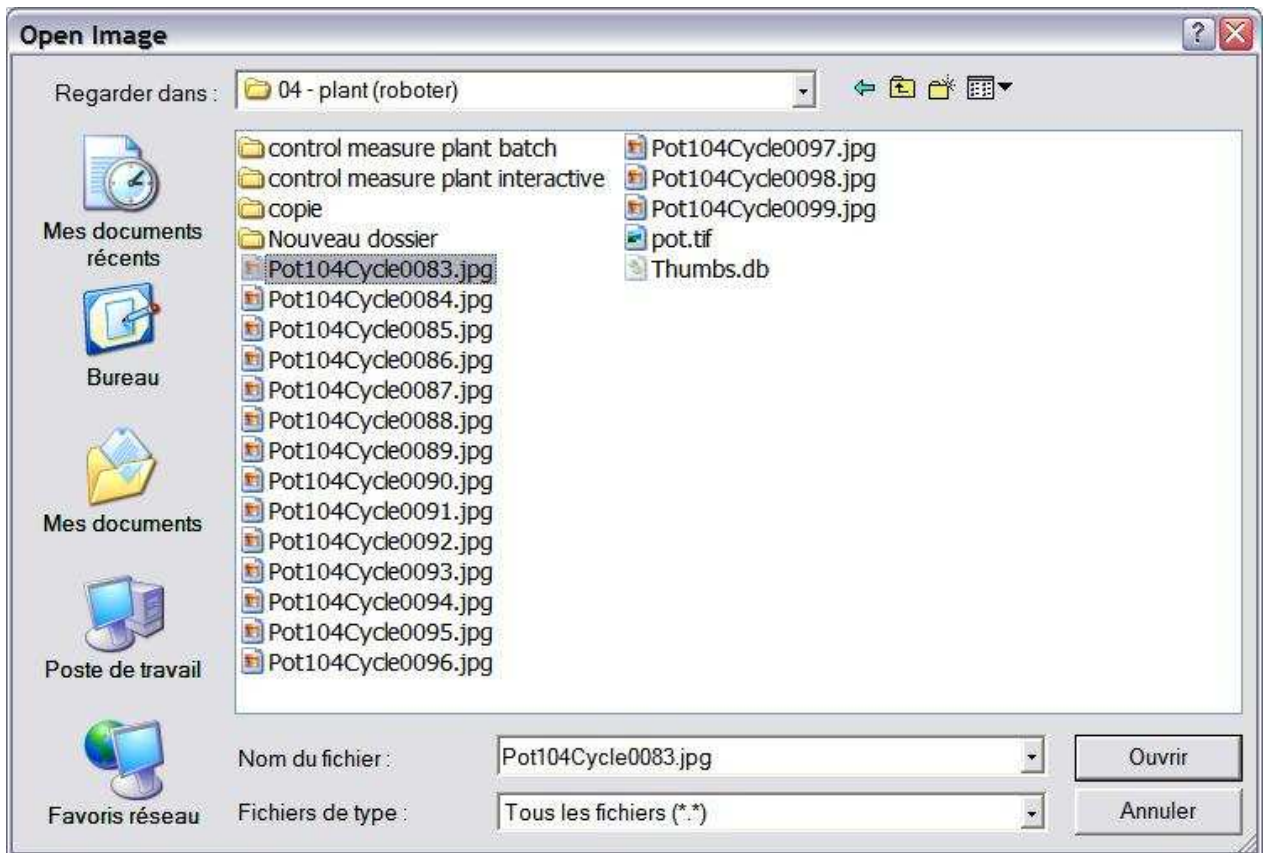 Open Image
Regarder dans :
04 - plant (roboter)
Mes documents
récents
Bureau
Mes documents
Poste de travail
Favoris réseau
control measure plant batch
control measure plant interactive
copie
Nouveau dossier
Pot104Cycle0083.jpg
Pot104Cycle0084.jpg
Pot104Cycle0085.jpg
Pot104Cycle0086.jpg
Pot104Cycle0087.jpg
Pot104Cycle0088.jpg
Pot104Cycle0089.jpg
Pot104Cycle0090.jpg
Pot104Cycle0091.jpg
Pot104Cycle0092.jpg
Pot104Cycle0093.jpg
Pot104Cycle0094.jpg
Pot104Cycle0095.jpg
Pot104Cycle0096.jpg
Pot104Cycle0097.jpg
Pot104Cycle0098.jpg
Pot104Cycle0099.jpg
pot.tif
Thumbs.db
Nom du fichier :
Pot104Cycle0083.jpg
Ouvrir
Fichiers de type :
Tous les fichiers (*.*)
Annuler